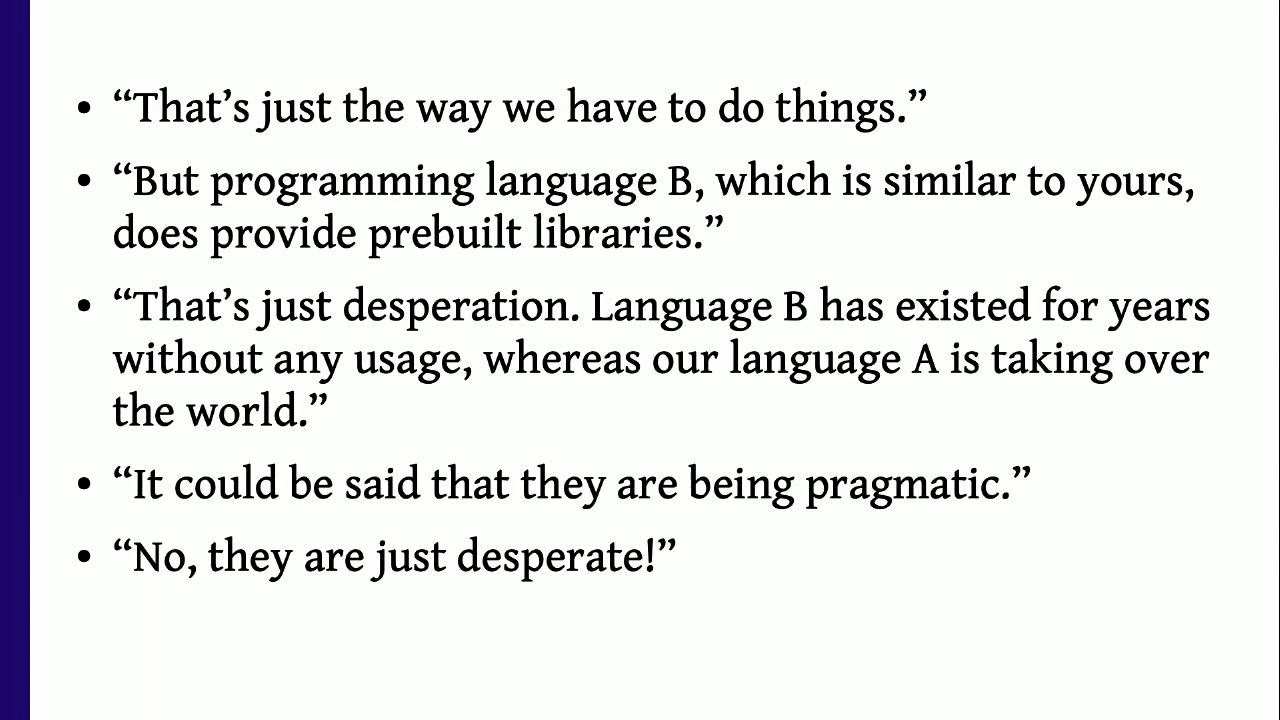 • “That’s just the way we have to do things.”
• “But programming language B, which is similar to yours,
does provide prebuilt libraries.”
• “That’s just desperation. Language B has existed for years
without any usage, whereas our language A is taking over
the world.”
• “It could be said that they are being pragmatic.”
• “No, they are just desperate!”